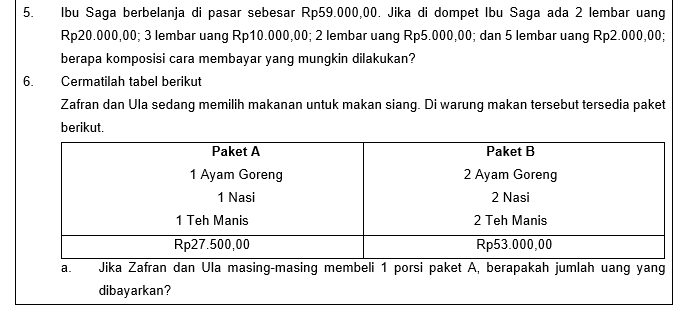 5. Ibu Saga berbelanja di pasar sebesar Rp59.000,00. Jika di dompet Ibu Saga ada 2 lembar uang
Rp20.000,00; 3 lembar uang Rp10.000,00; 2 lembar uang Rp5.000,00; dan 5 lembar uang Rp2.000,00;
berapa komposisi cara membayar yang mungkin dilakukan?
6. Cermatilah tabel berikut
Zafran dan Ula sedang memilih makanan untuk makan siang. Di warung makan tersebut tersedia paket
berikut.
Paket A Paket B
1 Ayam Goreng 2 Ayam Goreng
1 Nasi 2 Nasi
1 Teh Manis 2 Teh Manis
Rp27.500,00 Rp53.000,00
a. Jika Zafran dan Ula masing-masing membeli 1 porsi paket A, berapakah jumlah uang yang
dibayarkan?